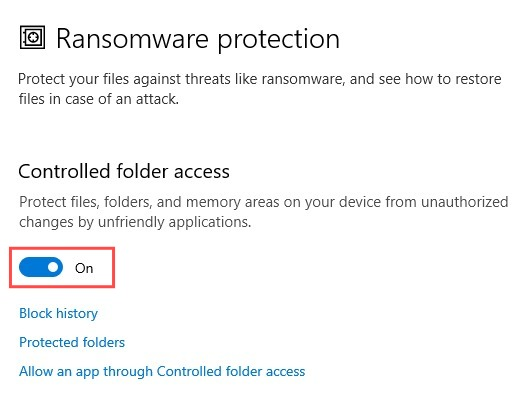 Ransomware protection
Protect your files against threats like ransomware, and see how to restore
files in case of an attack.
Controlled folder access
Protect files, folders, and memory areas on your device from unauthorized
changes by unfriendly applications.
On
Block history
Protected folders
Allow an app through Controlled folder access